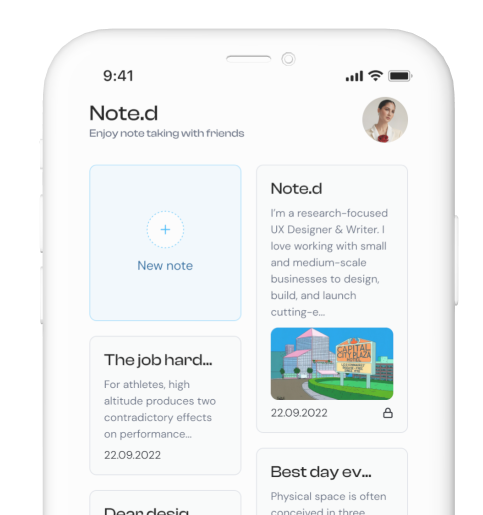 9:41
Note.d
Enjoy note taking with friends
New note
The job hard...
For athletes, high
altitude produces two
contradictory effects
on performance...
22.09.2022
Dear desig
Note.d
I'm a research-focused
UX Designer & Writer. I
love working with small
and medium-scale
businesses to design,
build, and launch
cutting-e...
CAPITAL
CITY PLAZA
HOTEL
22.09.2022
Best day ev...
Physical space is often
conceived in three